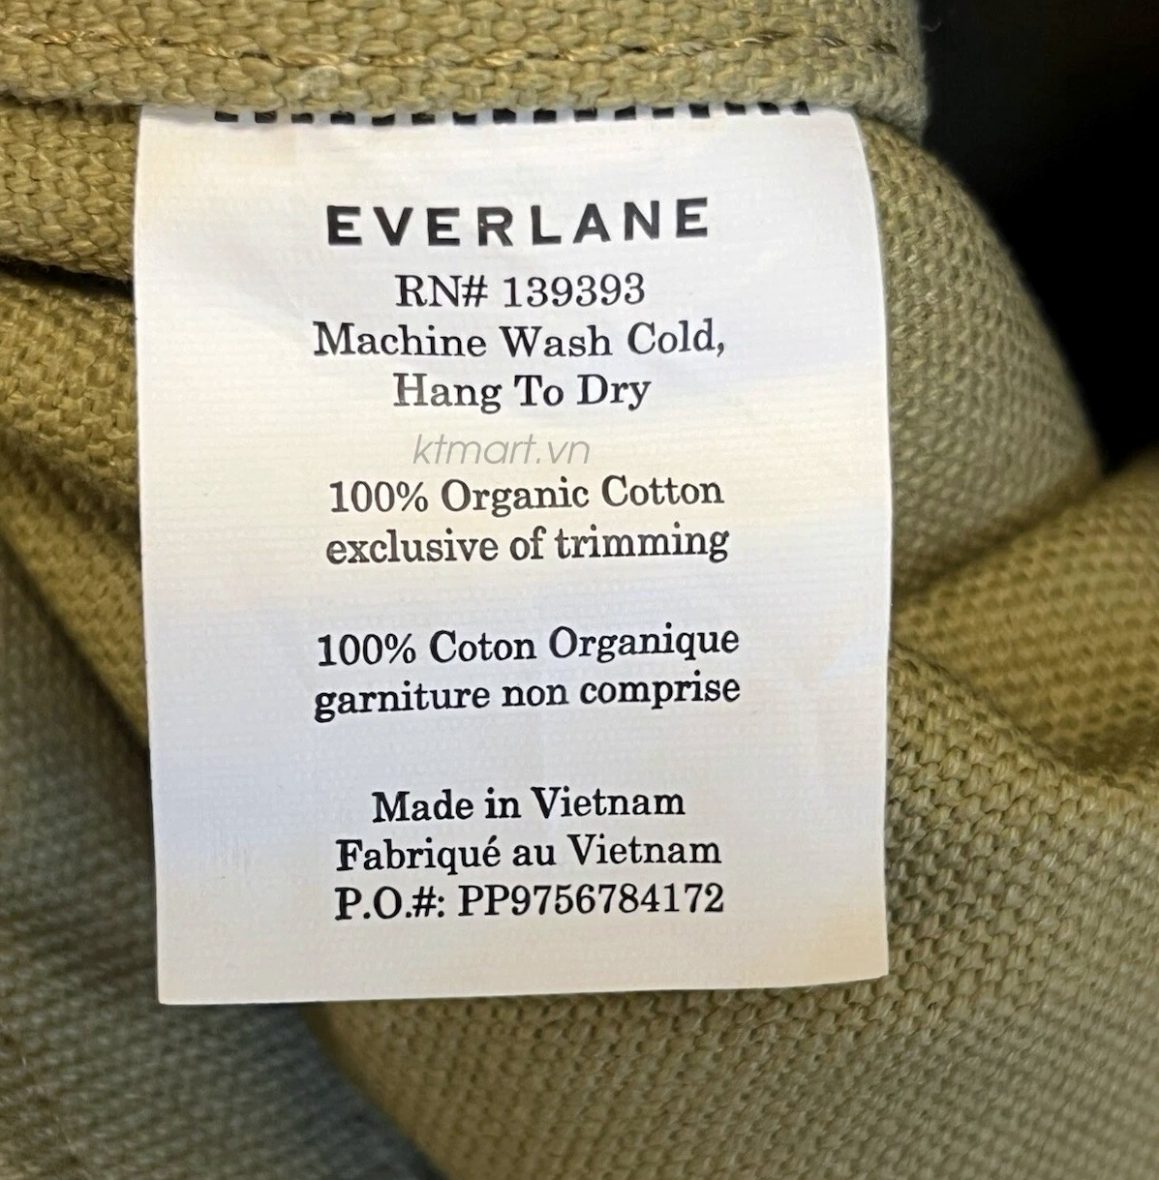 EVERLANE
RN# 139393
Machine Wash Cold,
Hang To Dry
ktmart.vn
100% Organic Cotton
exclusive of trimming
100% Coton Organique
garniture non comprise
Made in Vietnam
Fabriqué au Vietnam
P.O.#: PP9756784172